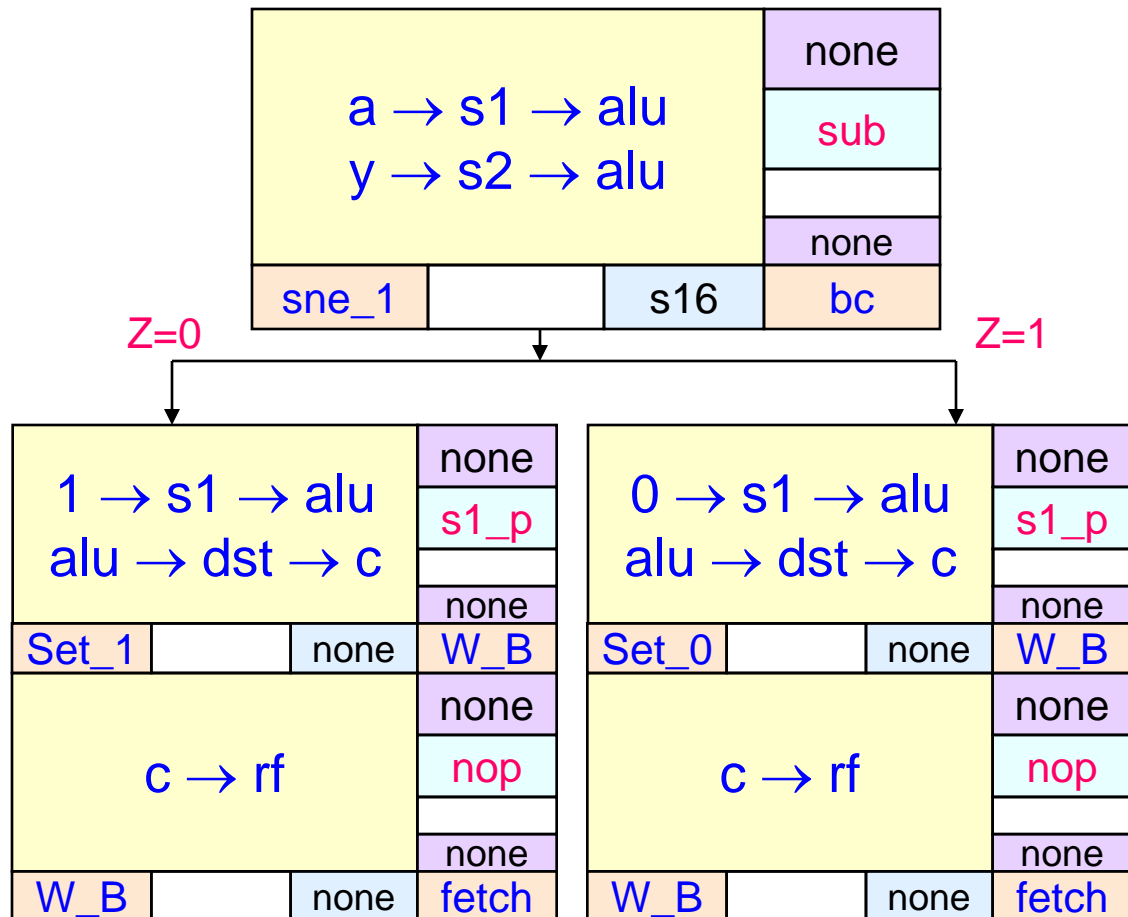 none
a → s1 → alu
sub
y → s2 → alu
none
sne_1 s16 bc
Z=0 Z=1
none
1 → s1 → alu
s1_p
alu → dst → c
none
Set_1 none W_B
none
c → rf
nop
none
W_B none fetch
none
0 → s1 → alu
s1_p
alu → dst → c
none
Set_0 none W_B
none
c → rf
nop
none
W_B none fetch